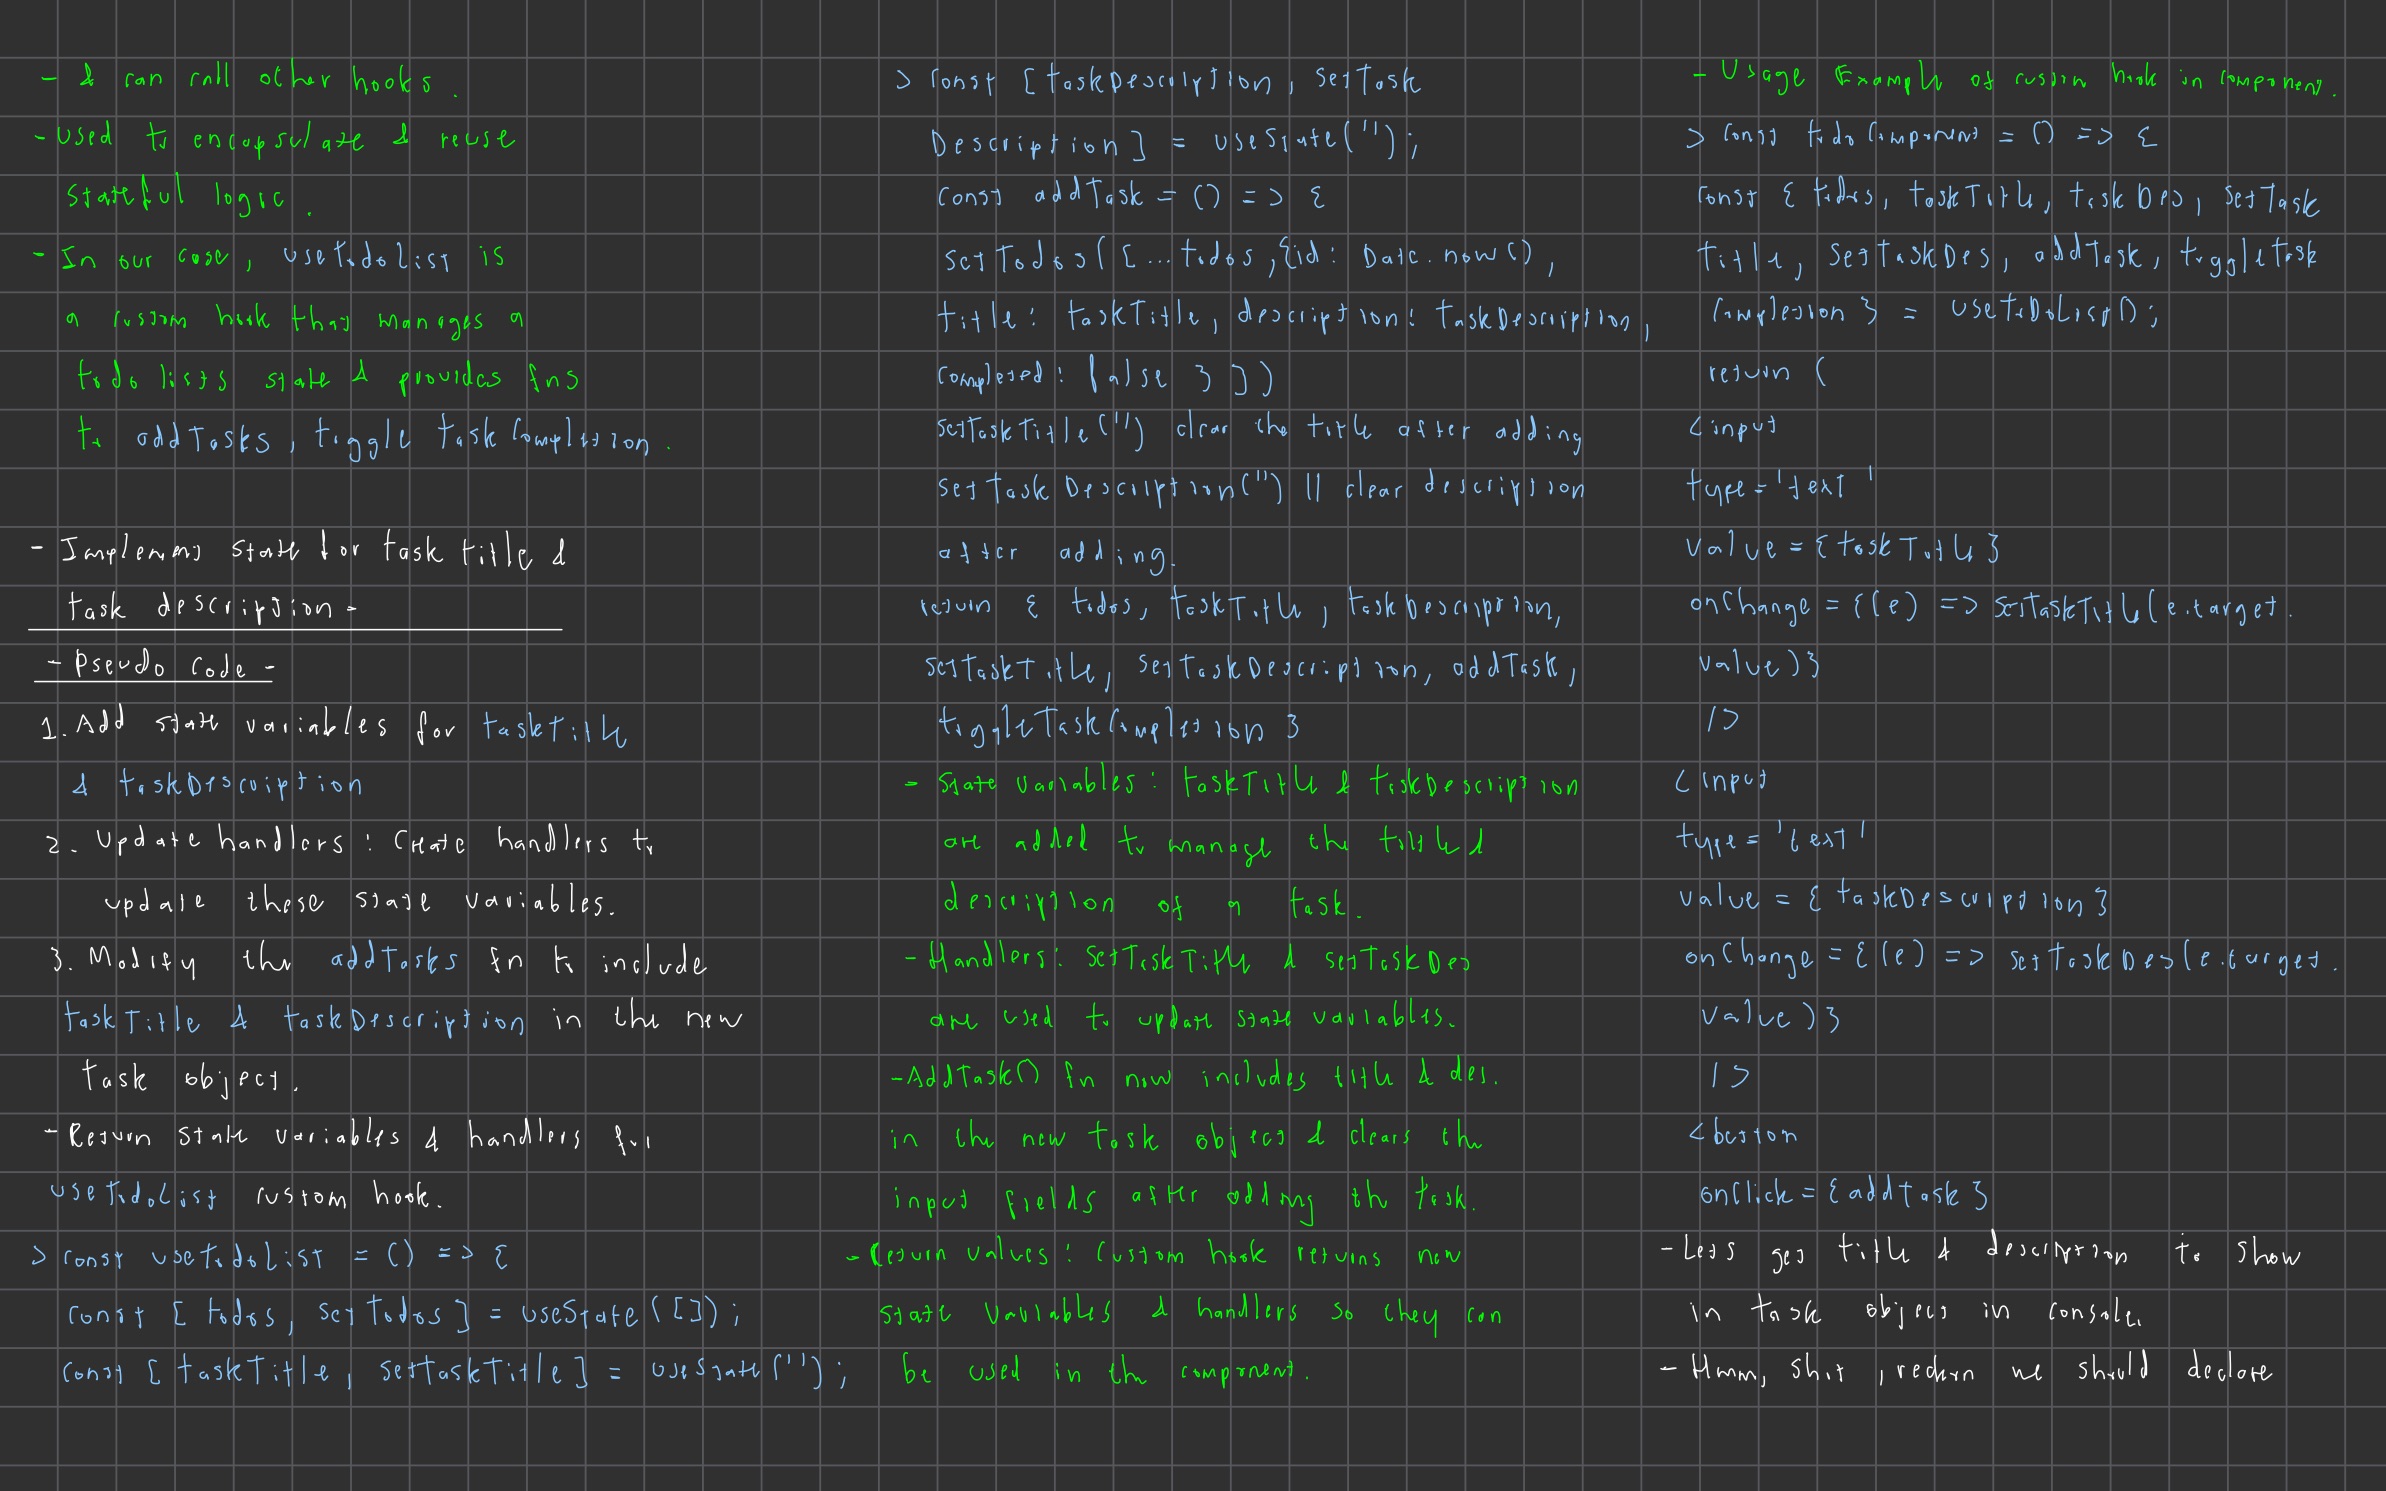 - & can call other hooks.
- Used to encapsulate & reuse
stateful logic.
- In our case, usetodolist is
a custom hook that manages a
todo lists state & provides fns
to addTasks, toggle taskCompletion.
- Implement state for task title &
task description -
- Pseudo Code -
1. Add state variables for taskTitle
& taskDescription
2. Update handlers : Create handlers to
update these state variables.
3. Modify the addTasks fn to include
taskTitle & taskDescription in the new
task object.
- Return state variables & handlers for
usetodolist custom hook.
> const usetodolist = () => {
const [ todos, setTodos ] = useState ([]);
const [ taskTitle, setTaskTitle ] = useState('');
> const [taskDescription, setTask
Description] = useState('');
const addTask = () => {
setTodos([...todos, {id: Date.now(),
title: taskTitle, description: taskDescription,
completed: false } ])
setTaskTitle('') clear the title after adding
setTaskDescription('') || clear description
after adding.
return { todos, taskTitle, taskDescription,
setTaskTitle, setTaskDescription, addTask,
toggleTaskCompletion }
- State variables : taskTitle & taskDescription
are added to manage the title &
description of a task.
- Handlers: setTaskTitle & setTaskDes
are used to update state variables.
- AddTask() fn now includes title & des.
in the new task object & clears the
input fields after adding the task.
- Return values : Custom hook returns new
state variables & handlers so they can
be used in the component.
- Usage Example of custom hook in component.
> const todoComponent = () => {
const { todos, taskTitle, taskDes, setTask
title, setTaskDes, addTask, toggletask
Completion } = useToDoList();
return (
<input
type = 'text'
value = {taskTitle}
onChange = {(e) => setTaskTitle(e.target.
value)}
/>
<input
type = 'text'
value = { taskDescription}
onChange = {(e) => setTaskDes(e.target.
value)}
/>
<button
onClick = {addtask}
- Lets get title & description to show
in task object in console.
- Hmm, shit, reckon we should declare